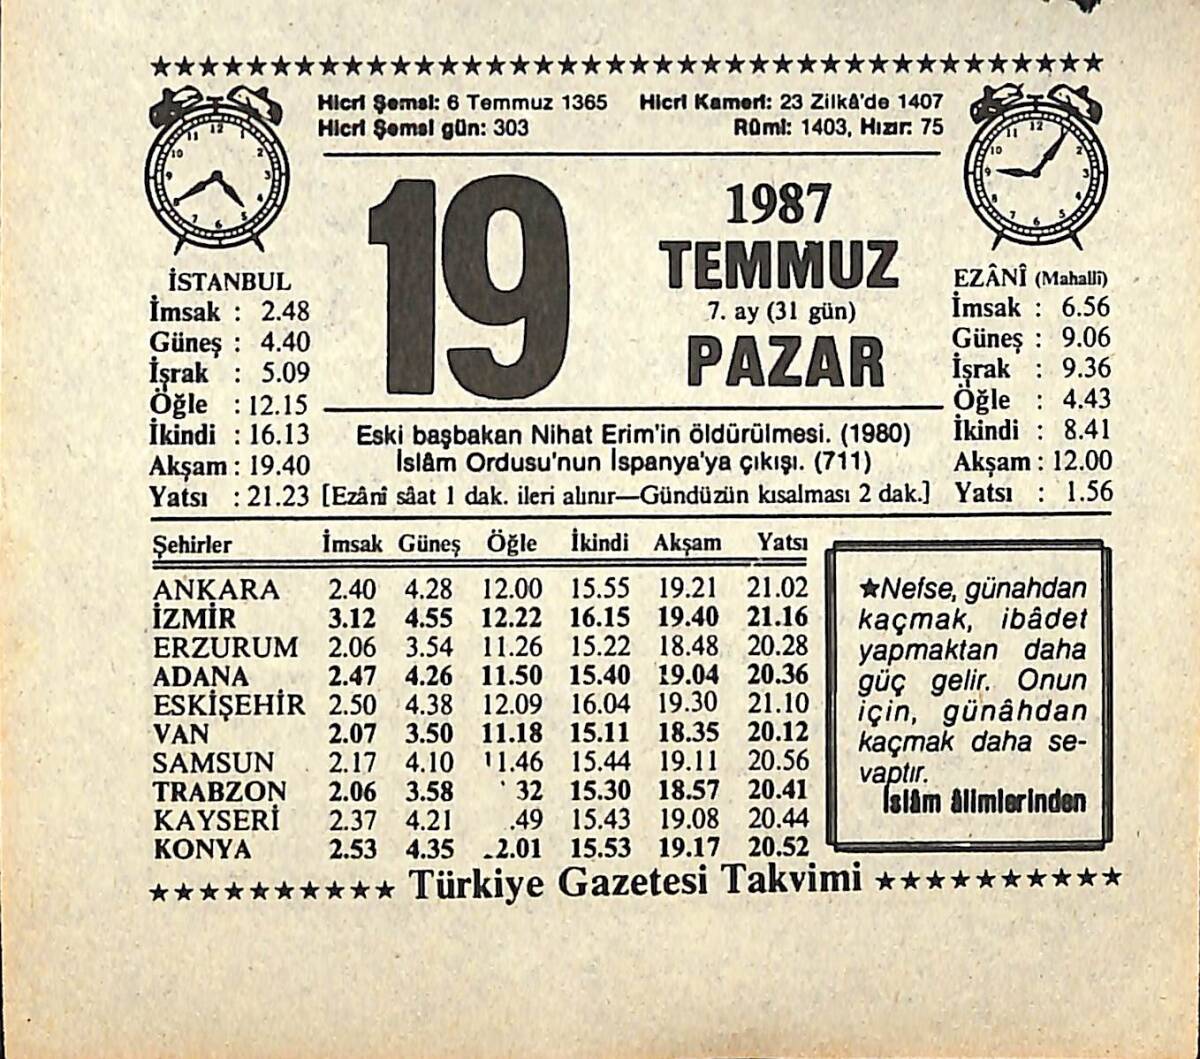 Hicrî Şemsî: 6 Temmuz 1365 Hicrî Kamerî: 23 Zilkâ'de 1407
Hicrî Şemsî gün: 303 Rûmî: 1403, Hızır: 75
19
1987
TEMMUZ
7. ay (31 gün)
PAZAR
İSTANBUL
İmsak : 2.48
Güneş : 4.40
İşrak : 5.09
Öğle : 12.15
İkindi : 16.13
Akşam : 19.40
Yatsı : 21.23
EZÂNÎ (Mahallî)
İmsak : 6.56
Güneş : 9.06
İşrak : 9.36
Öğle : 4.43
İkindi : 8.41
Akşam : 12.00
Yatsı : 1.56
Eski başbakan Nihat Erim'in öldürülmesi. (1980)
İslâm Ordusu'nun İspanya'ya çıkışı. (711)
[Ezânî sâat 1 dak. ileri alınır—Gündüzün kısalması 2 dak.]
Şehirler İmsak Güneş Öğle İkindi Akşam Yatsı
ANKARA 2.40 4.28 12.00 15.55 19.21 21.02
İZMİR 3.12 4.55 12.22 16.15 19.40 21.16
ERZURUM 2.06 3.54 11.26 15.22 18.48 20.28
ADANA 2.47 4.26 11.50 15.40 19.04 20.36
ESKİŞEHİR 2.50 4.38 12.09 16.04 19.30 21.10
VAN 2.07 3.50 11.18 15.11 18.35 20.12
SAMSUN 2.17 4.10 11.46 15.44 19.11 20.56
TRABZON 2.06 3.58 32 15.30 18.57 20.41
KAYSERİ 2.37 4.21 .49 15.43 19.08 20.44
KONYA 2.53 4.35 2.01 15.53 19.17 20.52
★Nefse, günahdan
kaçmak, ibâdet
yapmaktan daha
güç gelir. Onun
için, günâhdan
kaçmak daha se-
vaptır.
İslâm âlimlerinden
Türkiye Gazetesi Takvimi